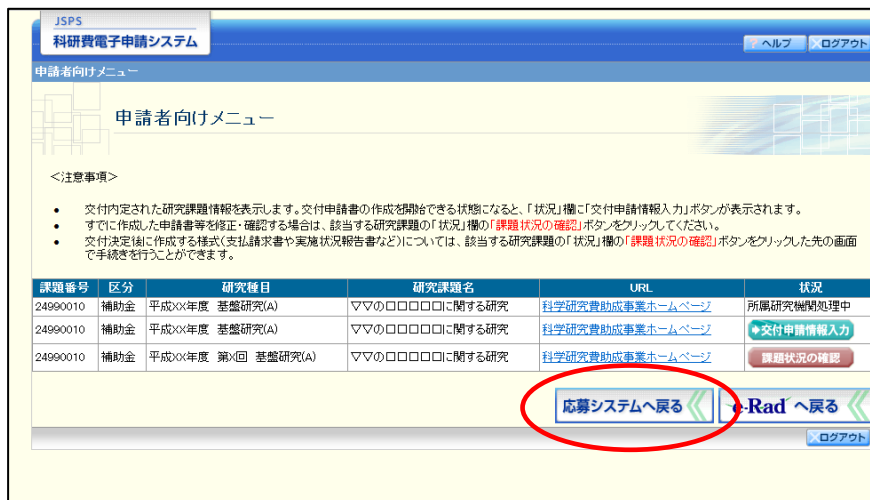 JSPS
科研費電子申請システム
ヘルプ
ログアウト
申請者向けメニュー
申請者向けメニュー
<注意事項>
• 交付内定された研究課題情報を表示します。交付申請書の作成を開始できる状態になると、「状況」欄に「交付申請情報入力」ボタンが表示されます。
• すでに作成した申請書等を修正・確認する場合は、該当する研究課題の「状況」欄の「課題状況の確認」ボタンをクリックしてください。
• 交付決定後に作成する様式(支払請求書や実施状況報告書など)については、該当する研究課題の「状況」欄の「課題状況の確認」ボタンをクリックした先の画面
で手続きを行うことができます。
課題番号 区分 研究種目 研究課題名 URL 状況
24990010 補助金 平成××年度 基盤研究(A) ▽▽の□□□□□に関する研究 科学研究費助成事業ホームページ 所属研究機関処理中
24990010 補助金 平成××年度 基盤研究(A) ▽▽の□□□□□に関する研究 科学研究費助成事業ホームページ 交付申請情報入力
24990010 補助金 平成××年度 第X回 基盤研究(A) ▽▽の□□□□□に関する研究 科学研究費助成事業ホームページ 課題状況の確認
応募システムへ戻る
e-Rad へ戻る
ログアウト